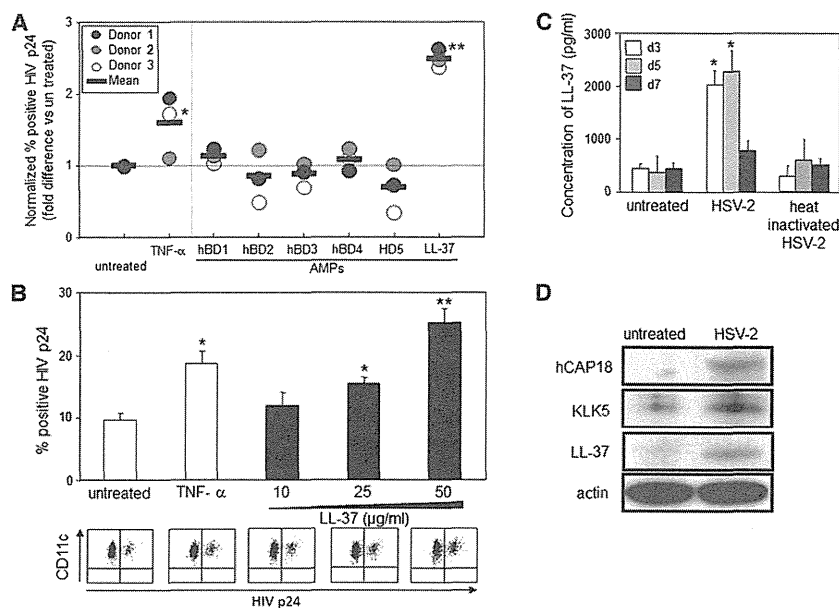 A
Normalized % positive HIV p24
(fold difference vs un treated)
3
2
1
0
Donor 1
Donor 2
Donor 3
Mean
*
**
untreated
TNF-α
hBD1
hBD2
hBD3
hBD4
HD5
LL-37
AMPs
B
% positive HIV p24
30
20
10
0
*
*
**
untreated
TNF- α
10
25
50
LL-37 (µg/ml)
CD11c
HIV p24
C
Concentration of LL-37 (pg/ml)
3000
2000
1000
0
d3
d5
d7
*
*
untreated
HSV-2
heat
inactivated
HSV-2
D
untreated
HSV-2
hCAP18
KLK5
LL-37
actin